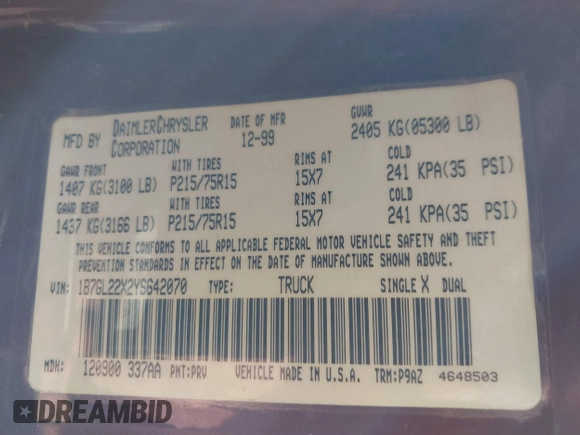 MFD BY DAIMLERCHRYSLER CORPORATION
DATE OF MFR 12-99
GVWR 2405 KG(05300 LB)
GAWR FRONT WITH TIRES RIMS AT COLD
1407 KG(3100 LB) P215/75R15 15X7 241 KPA(35 PSI)
GAWR REAR WITH TIRES RIMS AT COLD
1437 KG(3166 LB) P215/75R15 15X7 241 KPA(35 PSI)
THIS VEHICLE CONFORMS TO ALL APPLICABLE FEDERAL MOTOR VEHICLE SAFETY AND THEFT
PREVENTION STANDARDS IN EFFECT ON THE DATE OF MANUFACTURE SHOWN ABOVE.
VIN: 1B7GL22X2YS642070 TYPE: TRUCK SINGLE X DUAL
MDH: 120900 337AA PNT:PRV VEHICLE MADE IN U.S.A. TRM:P9AZ 4648503
DREAMBID